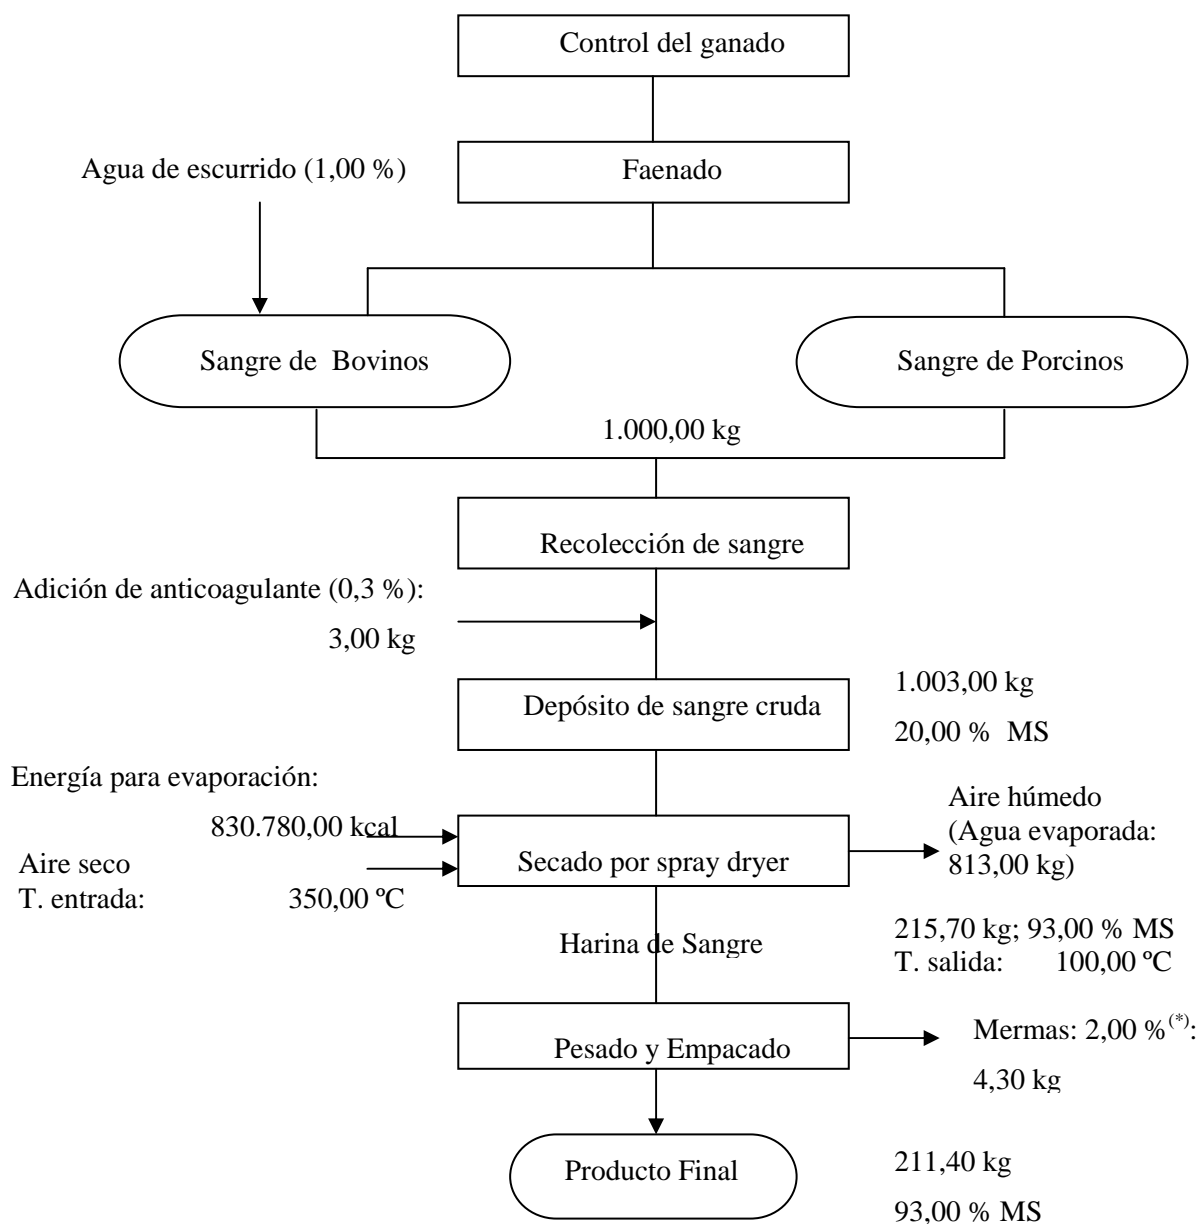 Control del ganado
Agua de escurrido (1,00 %)
Faenado
Sangre de Bovinos
Sangre de Porcinos
1.000,00 kg
Recolección de sangre
Adición de anticoagulante (0,3 %):
3,00 kg
Depósito de sangre cruda
1.003,00 kg
20,00 % MS
Energía para evaporación:
830.780,00 kcal
Aire seco
T. entrada: 350,00 ºC
Secado por spray dryer
Aire húmedo
(Agua evaporada:
813,00 kg)
Harina de Sangre
215,70 kg; 93,00 % MS
T. salida: 100,00 ºC
Pesado y Empacado
Mermas: 2,00 %(*):
4,30 kg
Producto Final
211,40 kg
93,00 % MS